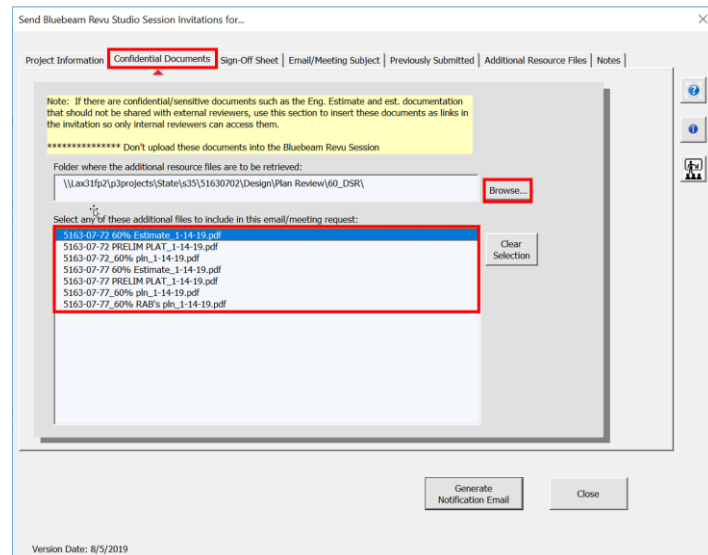 Send Bluebeam Revu Studio Session Invitations for...
Project Information
Confidential Documents
Sign-Off Sheet
Email/Meeting Subject
Previously Submitted
Additional Resource Files
Notes
Note: If there are confidential/sensitive documents such as the Eng. Estimate and est. documentation
that should not be shared with external reviewers, use this section to insert these documents as links in
the invitation so only internal reviewers can access them.
*************** Don't upload these documents into the Bluebeam Revu Session
Folder where the additional resource files are to be retrieved:
\\Lax31fp2\p3projects\State\s35\51630702\Design\Plan Review\60_DSR\
Browse...
Select any of these additional files to include in this email/meeting request:
5163-07-72 60% Estimate_1-14-19.pdf
5163-07-72 PRELIM PLAT_1-14-19.pdf
5163-07-72_60% pln_1-14-19.pdf
5163-07-77 60% Estimate_1-14-19.pdf
5163-07-77 PRELIM PLAT_1-14-19.pdf
5163-07-77_60% pln_1-14-19.pdf
5163-07-77_60% RAB's pln_1-14-19.pdf
Clear
Selection
Generate
Notification Email
Close
Version Date: 8/5/2019